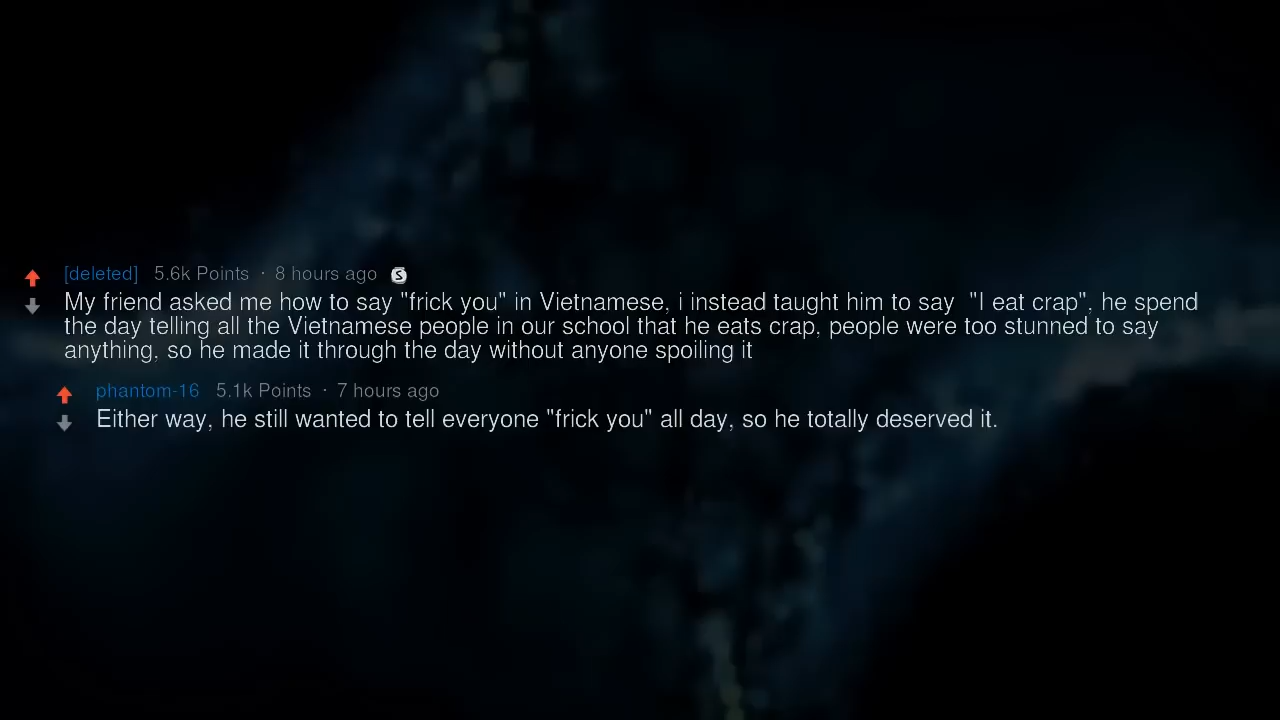 [deleted] 5.6k Points · 8 hours ago S
My friend asked me how to say "frick you" in Vietnamese, i instead taught him to say "I eat crap", he spend
the day telling all the Vietnamese people in our school that he eats crap, people were too stunned to say
anything, so he made it through the day without anyone spoiling it
phantom-16 5.1k Points · 7 hours ago
Either way, he still wanted to tell everyone "frick you" all day, so he totally deserved it.